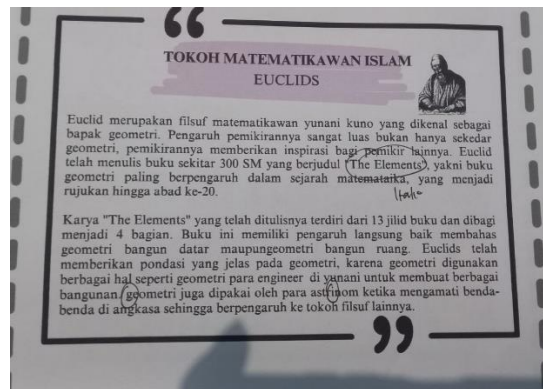 “
TOKOH MATEMATIKAWAN ISLAM
EUCLIDS
Euclid merupakan filsuf matematikawan yunani kuno yang dikenal sebagai
bapak geometri. Pengaruh pemikirannya sangat luas bukan hanya sekedar
geometri, pemikirannya memberikan inspirasi bagi pemikir lainnya. Euclid
telah menulis buku sekitar 300 SM yang berjudul "The Elements", yakni buku
geometri paling berpengaruh dalam sejarah matemataika, yang menjadi
rujukan hingga abad ke-20.
Italic
Karya "The Elements" yang telah ditulisnya terdiri dari 13 jilid buku dan dibagi
menjadi 4 bagian. Buku ini memiliki pengaruh langsung baik membahas
geometri bangun datar maupungeometri bangun ruang. Euclids telah
memberikan pondasi yang jelas pada geometri, karena geometri digunakan
berbagai hal seperti geometri para engineer di yunani untuk membuat berbagai
bangunan. geometri juga dipakai oleh para astinom ketika mengamati benda-
benda di angkasa sehingga berpengaruh ke tokoh filsuf lainnya.
”